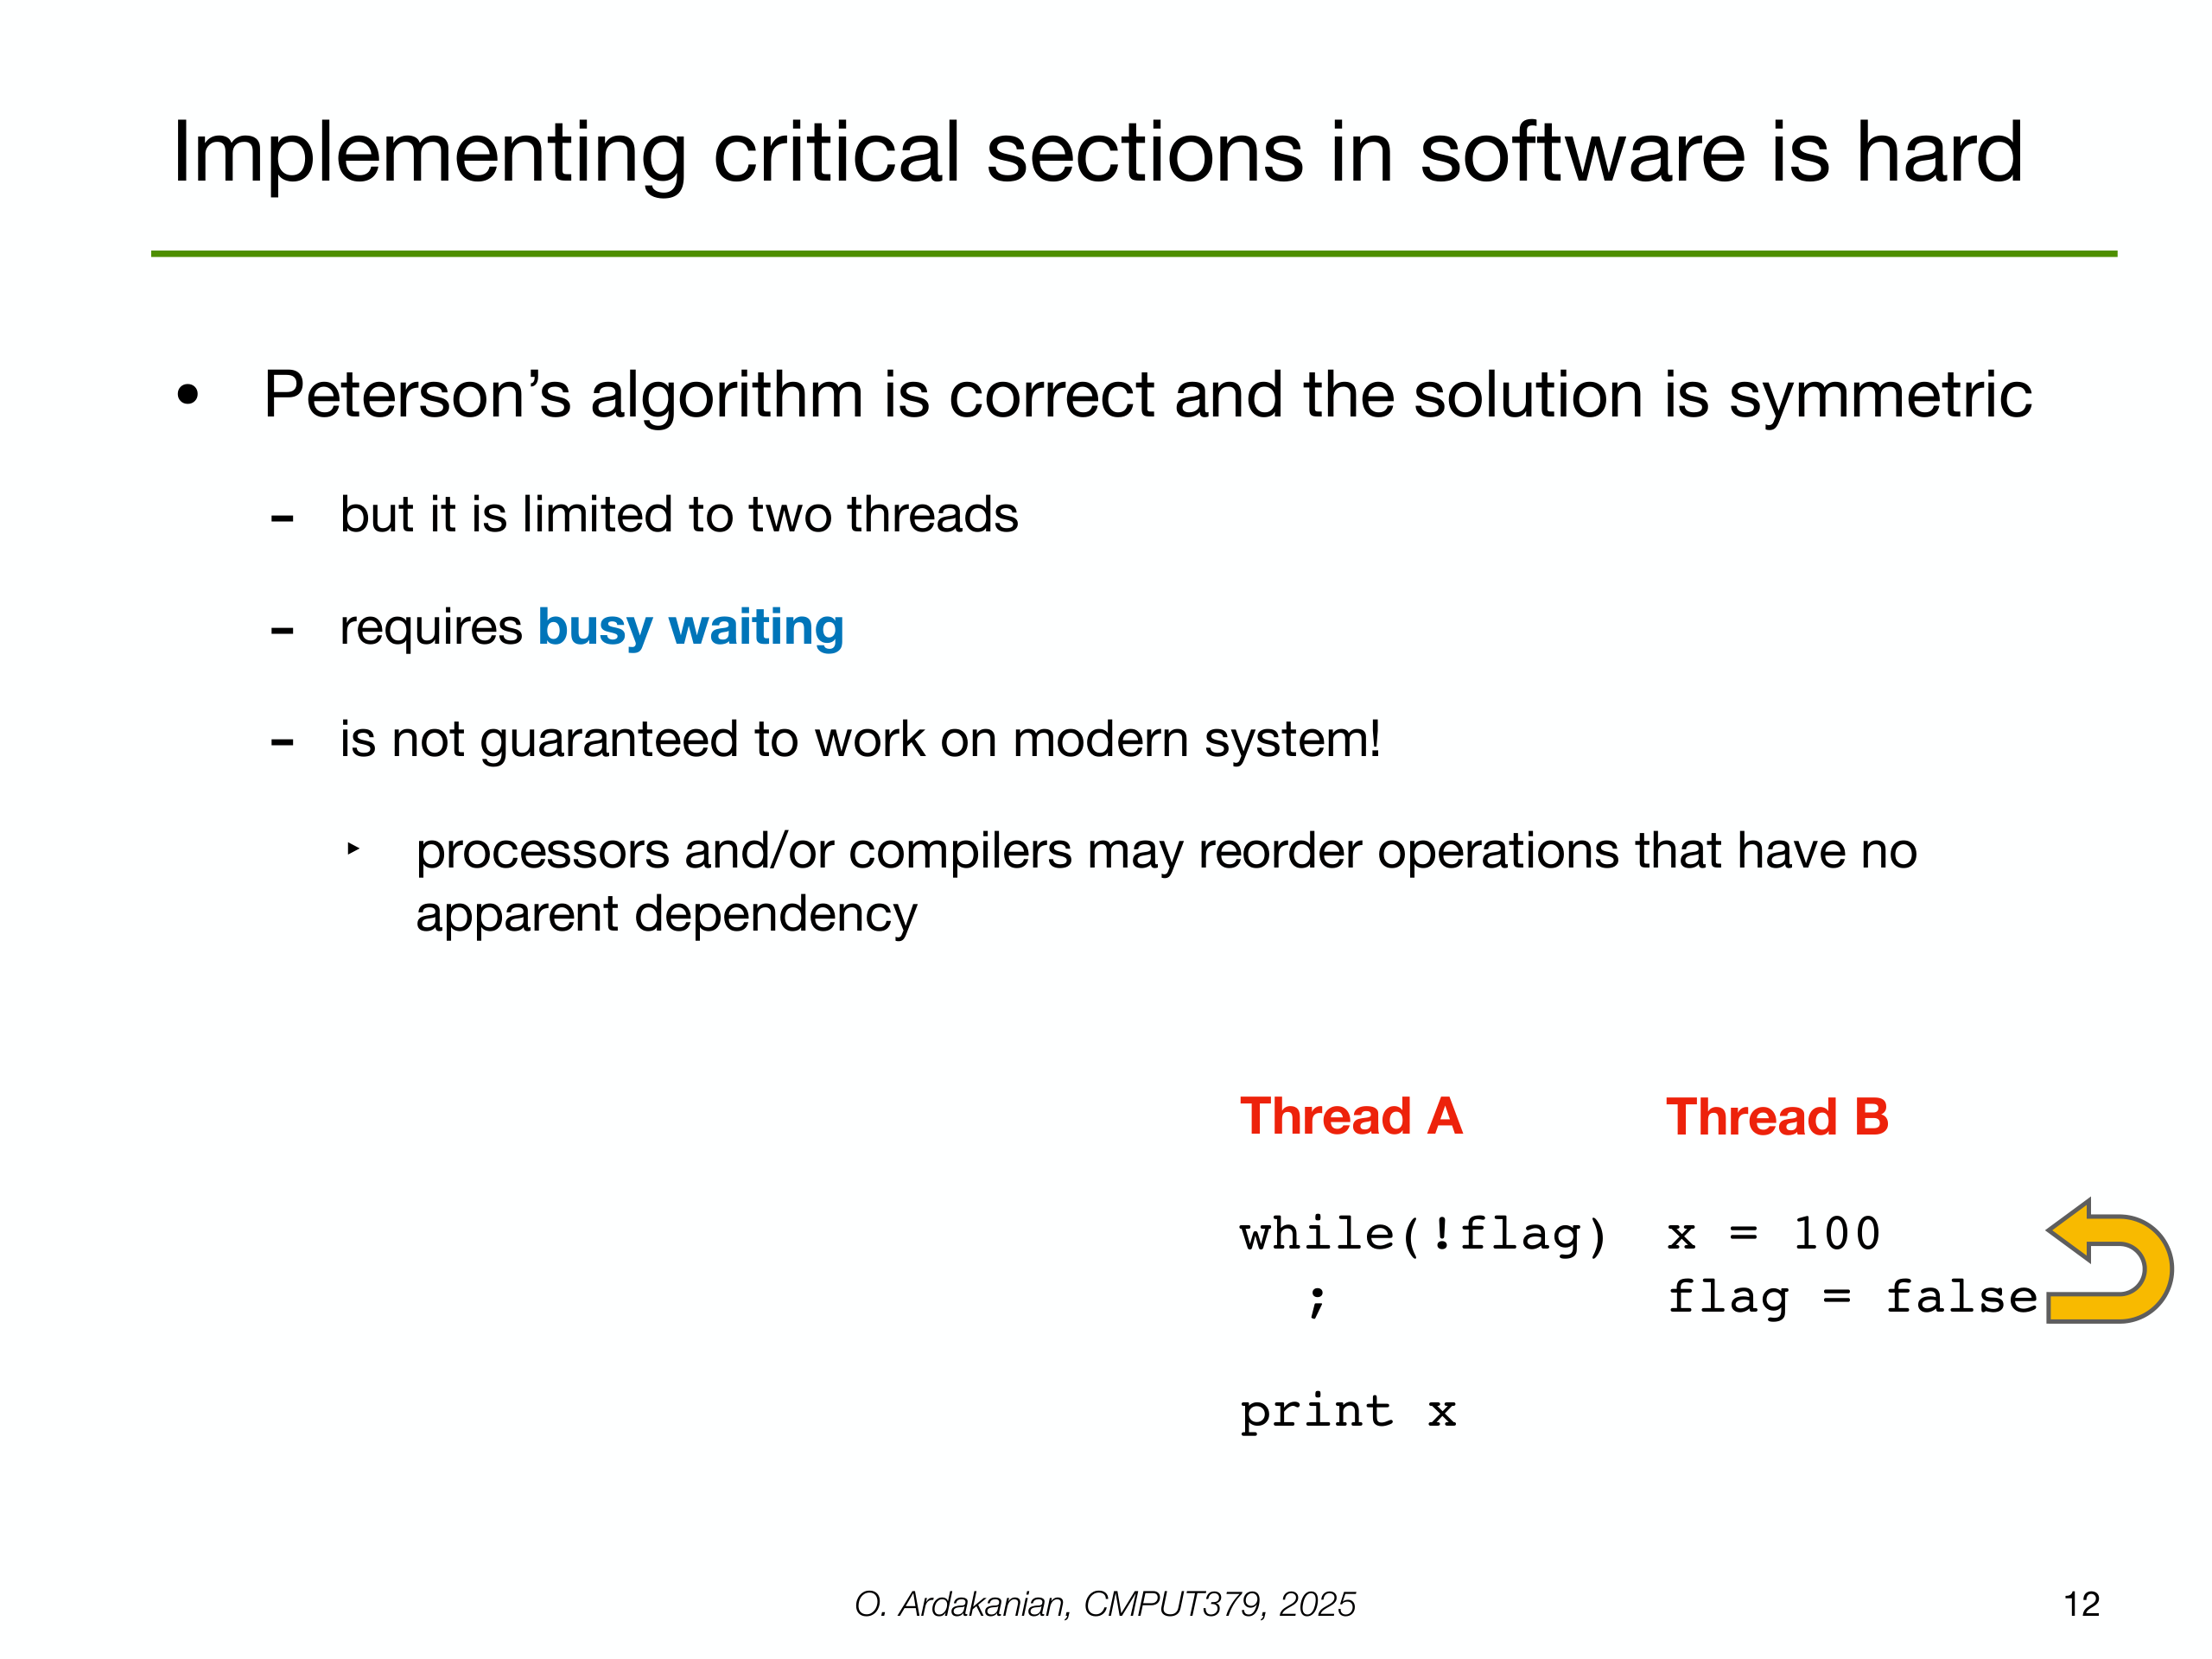 Implementing critical sections in software is hard
• Peterson’s algorithm is correct and the solution is symmetric
- but it is limited to two threads
- requires busy waiting
- is not guaranteed to work on modern system!
‣ processors and/or compilers may reorder operations that have no
apparent dependency
Thread A Thread B
while(!flag) x = 100
; flag = false
print x
O. Ardakanian, CMPUT379, 2025 12